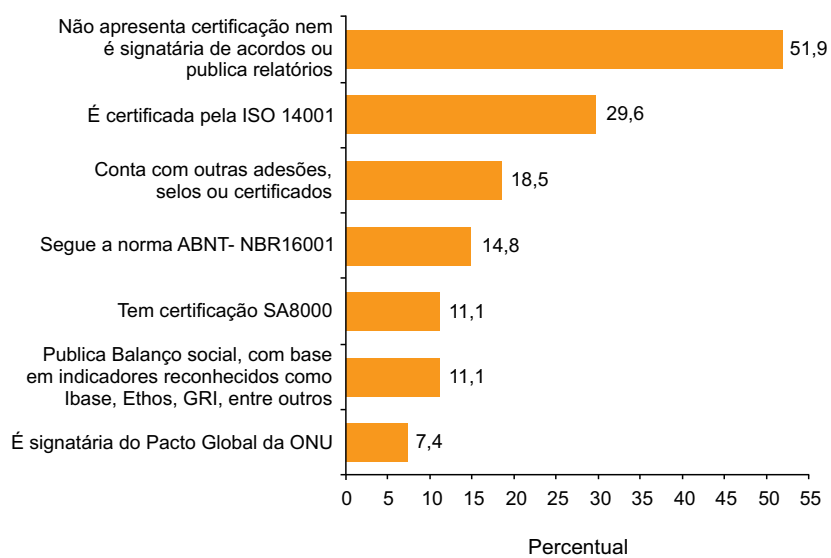 Não apresenta certificação nem
é signatária de acordos ou
publica relatórios
51,9
É certificada pela ISO 14001
29,6
Conta com outras adesões,
selos ou certificados
18,5
Segue a norma ABNT- NBR16001
14,8
Tem certificação SA8000
11,1
Publica Balanço social, com base
em indicadores reconhecidos como
Ibase, Ethos, GRI, entre outros
11,1
É signatária do Pacto Global da ONU
7,4
0 5 10 15 20 25 30 35 40 45 50 55
Percentual